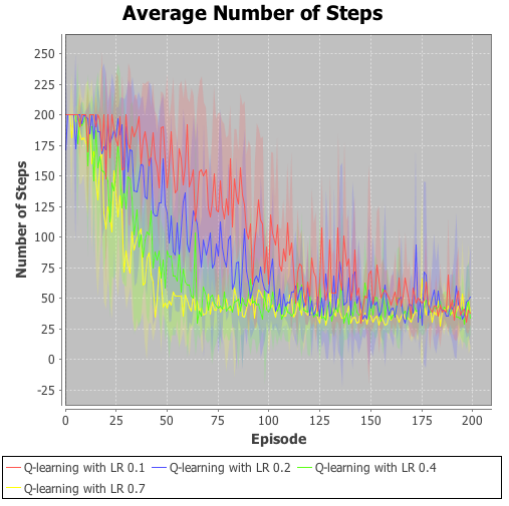 Average Number of Steps
250
225
200
175
150
125
100
75
50
25
0
-25
Number of Steps
0 25 50 75 100 125 150 175 200
Episode
Q-learning with LR 0.1 Q-learning with LR 0.2 Q-learning with LR 0.4
Q-learning with LR 0.7